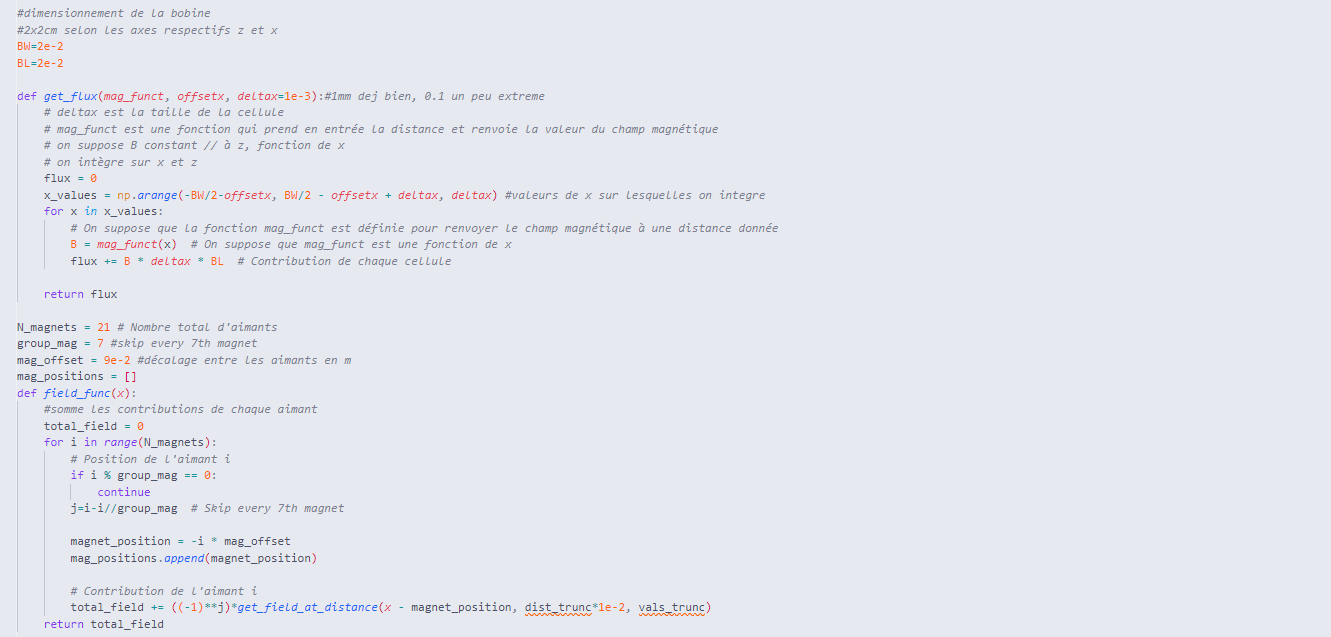 #dimensionnement de la bobine
#2x2cm selon les axes respectifs z et x
BW=2e-2
BL=2e-2
def get_flux(mag_funct, offsetx, deltax=1e-3):#1mm dej bien, 0.1 un peu extreme
# deltax est la taille de la cellule
# mag_funct est une fonction qui prend en entrée la distance et renvoie la valeur du champ magnétique
# on suppose B constant // à z, fonction de x
# on intègre sur x et z
flux = 0
x_values = np.arange(-BW/2-offsetx, BW/2 - offsetx + deltax, deltax) #valeurs de x sur lesquelles on integre
for x in x_values:
# On suppose que la fonction mag_funct est définie pour renvoyer le champ magnétique à une distance donnée
B = mag_funct(x)  # On suppose que mag_funct est une fonction de x
flux += B * deltax * BL  # Contribution de chaque cellule
return flux
N_magnets = 21 # Nombre total d'aimants
group_mag = 7 #skip every 7th magnet
mag_offset = 9e-2 #décalage entre les aimants en m
mag_positions = []
def field_func(x):
#somme les contributions de chaque aimant
total_field = 0
for i in range(N_magnets):
# Position de l'aimant i
if i % group_mag == 0:
continue
j=i-i//group_mag  # Skip every 7th magnet
magnet_position = -i * mag_offset
mag_positions.append(magnet_position)
# Contribution de l'aimant i
total_field += ((-1)**j)*get_field_at_distance(x - magnet_position, dist_trunc*1e-2, vals_trunc)
return total_field